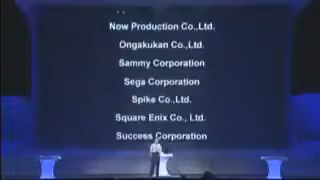 Now Production Co.,Ltd.
Ongakukan Co.,Ltd.
Sammy Corporation
Sega Corporation
Spike Co.,Ltd.
Square Enix Co., Ltd.
Success Corporation